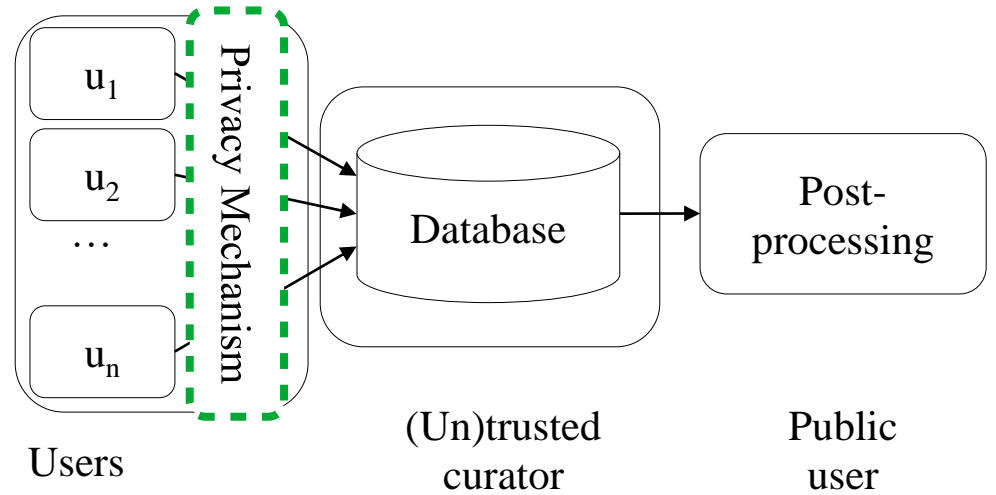 u1
u2
…
un
Privacy Mechanism
Database
Post-
processing
Users
(Un)trusted
curator
Public
user